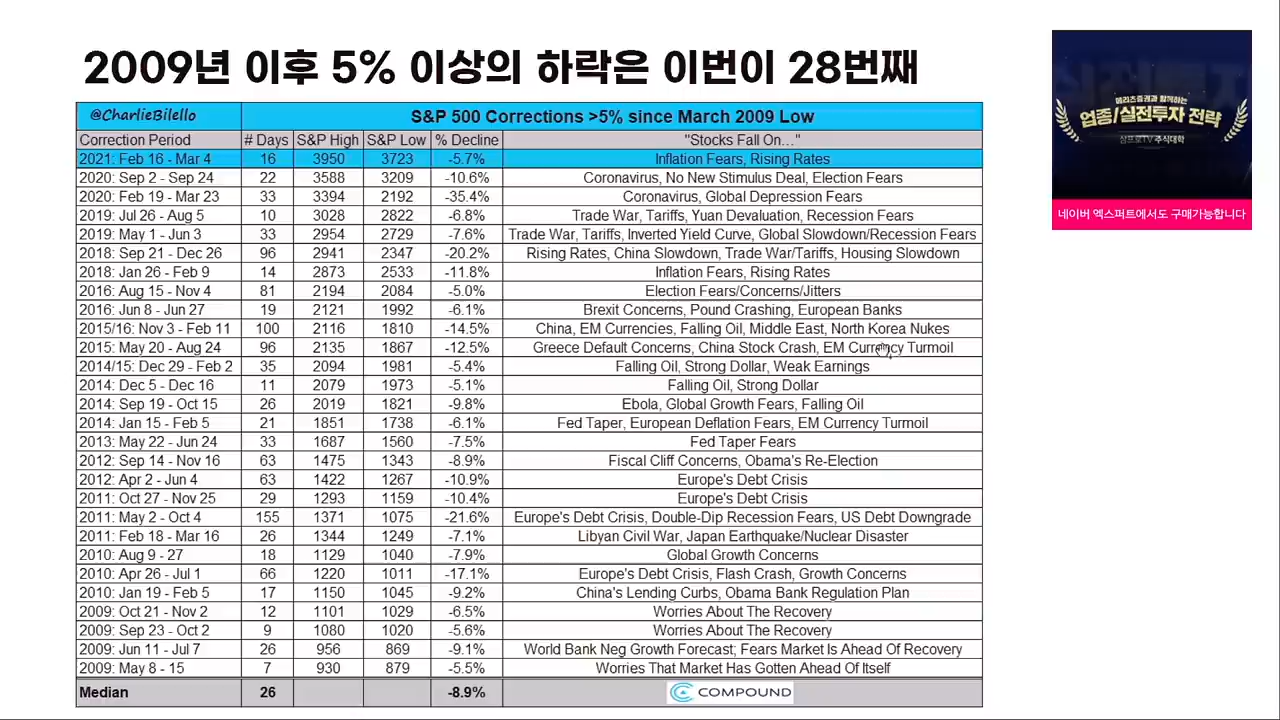 2009년 이후 5% 이상의 하락은 이번이 28번째
@CharlieBilello S&P 500 Corrections >5% since March 2009 Low
Correction Period # Days S&P High S&P Low % Decline "Stocks Fall On..."
2021: Feb 16 - Mar 4 16 3950 3723 -5.7% Inflation Fears, Rising Rates
2020: Sep 2 - Sep 24 22 3588 3209 -10.6% Coronavirus, No New Stimulus Deal, Election Fears
2020: Feb 19 - Mar 23 33 3394 2192 -35.4% Coronavirus, Global Depression Fears
2019: Jul 26 - Aug 5 10 3028 2822 -6.8% Trade War, Tariffs, Yuan Devaluation, Recession Fears
2019: May 1 - Jun 3 33 2954 2729 -7.6% Trade War, Tariffs, Inverted Yield Curve, Global Slowdown/Recession Fears
2018: Sep 21 - Dec 26 96 2941 2347 -20.2% Rising Rates, China Slowdown, Trade War/Tariffs, Housing Slowdown
2018: Jan 26 - Feb 9 14 2873 2533 -11.8% Inflation Fears, Rising Rates
2016: Aug 15 - Nov 4 81 2194 2084 -5.0% Election Fears/Concerns/Jitters
2016: Jun 8 - Jun 27 19 2121 1992 -6.1% Brexit Concerns, Pound Crashing, European Banks
2015/16: Nov 3 - Feb 11 100 2116 1810 -14.5% China, EM Currencies, Falling Oil, Middle East, North Korea Nukes
2015: May 20 - Aug 24 96 2135 1867 -12.5% Greece Default Concerns, China Stock Crash, EM Currency Turmoil
2014/15: Dec 29 - Feb 2 35 2094 1981 -5.4% Falling Oil, Strong Dollar, Weak Earnings
2014: Dec 5 - Dec 16 11 2079 1973 -5.1% Falling Oil, Strong Dollar
2014: Sep 19 - Oct 15 26 2019 1821 -9.8% Ebola, Global Growth Fears, Falling Oil
2014: Jan 15 - Feb 5 21 1851 1738 -6.1% Fed Taper, European Deflation Fears, EM Currency Turmoil
2013: May 22 - Jun 24 33 1687 1560 -7.5% Fed Taper Fears
2012: Sep 14 - Nov 16 63 1475 1343 -8.9% Fiscal Cliff Concerns, Obama's Re-Election
2012: Apr 2 - Jun 4 63 1422 1267 -10.9% Europe's Debt Crisis
2011: Oct 27 - Nov 25 29 1293 1159 -10.4% Europe's Debt Crisis
2011: May 2 - Oct 4 155 1371 1075 -21.6% Europe's Debt Crisis, Double-Dip Recession Fears, US Debt Downgrade
2011: Feb 18 - Mar 16 26 1344 1249 -7.1% Libyan Civil War, Japan Earthquake/Nuclear Disaster
2010: Aug 9 - 27 18 1129 1040 -7.9% Global Growth Concerns
2010: Apr 26 - Jul 1 66 1220 1011 -17.1% Europe's Debt Crisis, Flash Crash, Growth Concerns
2010: Jan 19 - Feb 5 17 1150 1045 -9.2% China's Lending Curbs, Obama Bank Regulation Plan
2009: Oct 21 - Nov 2 12 1101 1029 -6.5% Worries About The Recovery
2009: Sep 23 - Oct 2 9 1080 1020 -5.6% Worries About The Recovery
2009: Jun 11 - Jul 7 26 956 869 -9.1% World Bank Neg Growth Forecast; Fears Market Is Ahead Of Recovery
2009: May 8 - 15 7 930 879 -5.5% Worries That Market Has Gotten Ahead Of Itself
Median 26 -8.9% COMPOUND
메리츠증권과 함께하는
업종/실전투자 전략
삼프로TV 주식대학
네이버 엑스퍼트에서도 구매가능합니다